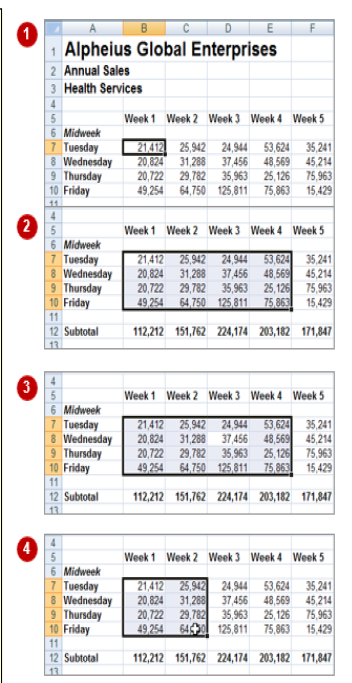 1
A B C D E F
1 Alpheius Global Enterprises
2 Annual Sales
3 Health Services
4
5 Week 1 Week 2 Week 3 Week 4 Week 5
6 Midweek
7 Tuesday 21,412 25,942 24,944 53,624 35,241
8 Wednesday 20,824 31,288 37,456 48,569 45,214
9 Thursday 20,722 29,782 35,963 25,126 75,963
10 Friday 49,254 64,750 125,811 75,863 15,429
11
2
4
5 Week 1 Week 2 Week 3 Week 4 Week 5
6 Midweek
7 Tuesday 21,412 25,942 24,944 53,624 35,241
8 Wednesday 20,824 31,288 37,456 48,569 45,214
9 Thursday 20,722 29,782 35,963 25,126 75,963
10 Friday 49,254 64,750 125,811 75,863 15,429
11
12 Subtotal 112,212 151,762 224,174 203,182 171,847
13
3
4
5 Week 1 Week 2 Week 3 Week 4 Week 5
6 Midweek
7 Tuesday 21,412 25,942 24,944 53,624 35,241
8 Wednesday 20,824 31,288 37,456 48,569 45,214
9 Thursday 20,722 29,782 35,963 25,126 75,963
10 Friday 49,254 64,750 125,811 75,863 15,429
11
12 Subtotal 112,212 151,762 224,174 203,182 171,847
13
4
4
5 Week 1 Week 2 Week 3 Week 4 Week 5
6 Midweek
7 Tuesday 21,412 25,942 24,944 53,624 35,241
8 Wednesday 20,824 31,288 37,456 48,569 45,214
9 Thursday 20,722 29,782 35,963 25,126 75,963
10 Friday 49,254 125,811 75,863 15,429
11
12 Subtotal 112,212 151,762 224,174 203,182 171,847
13